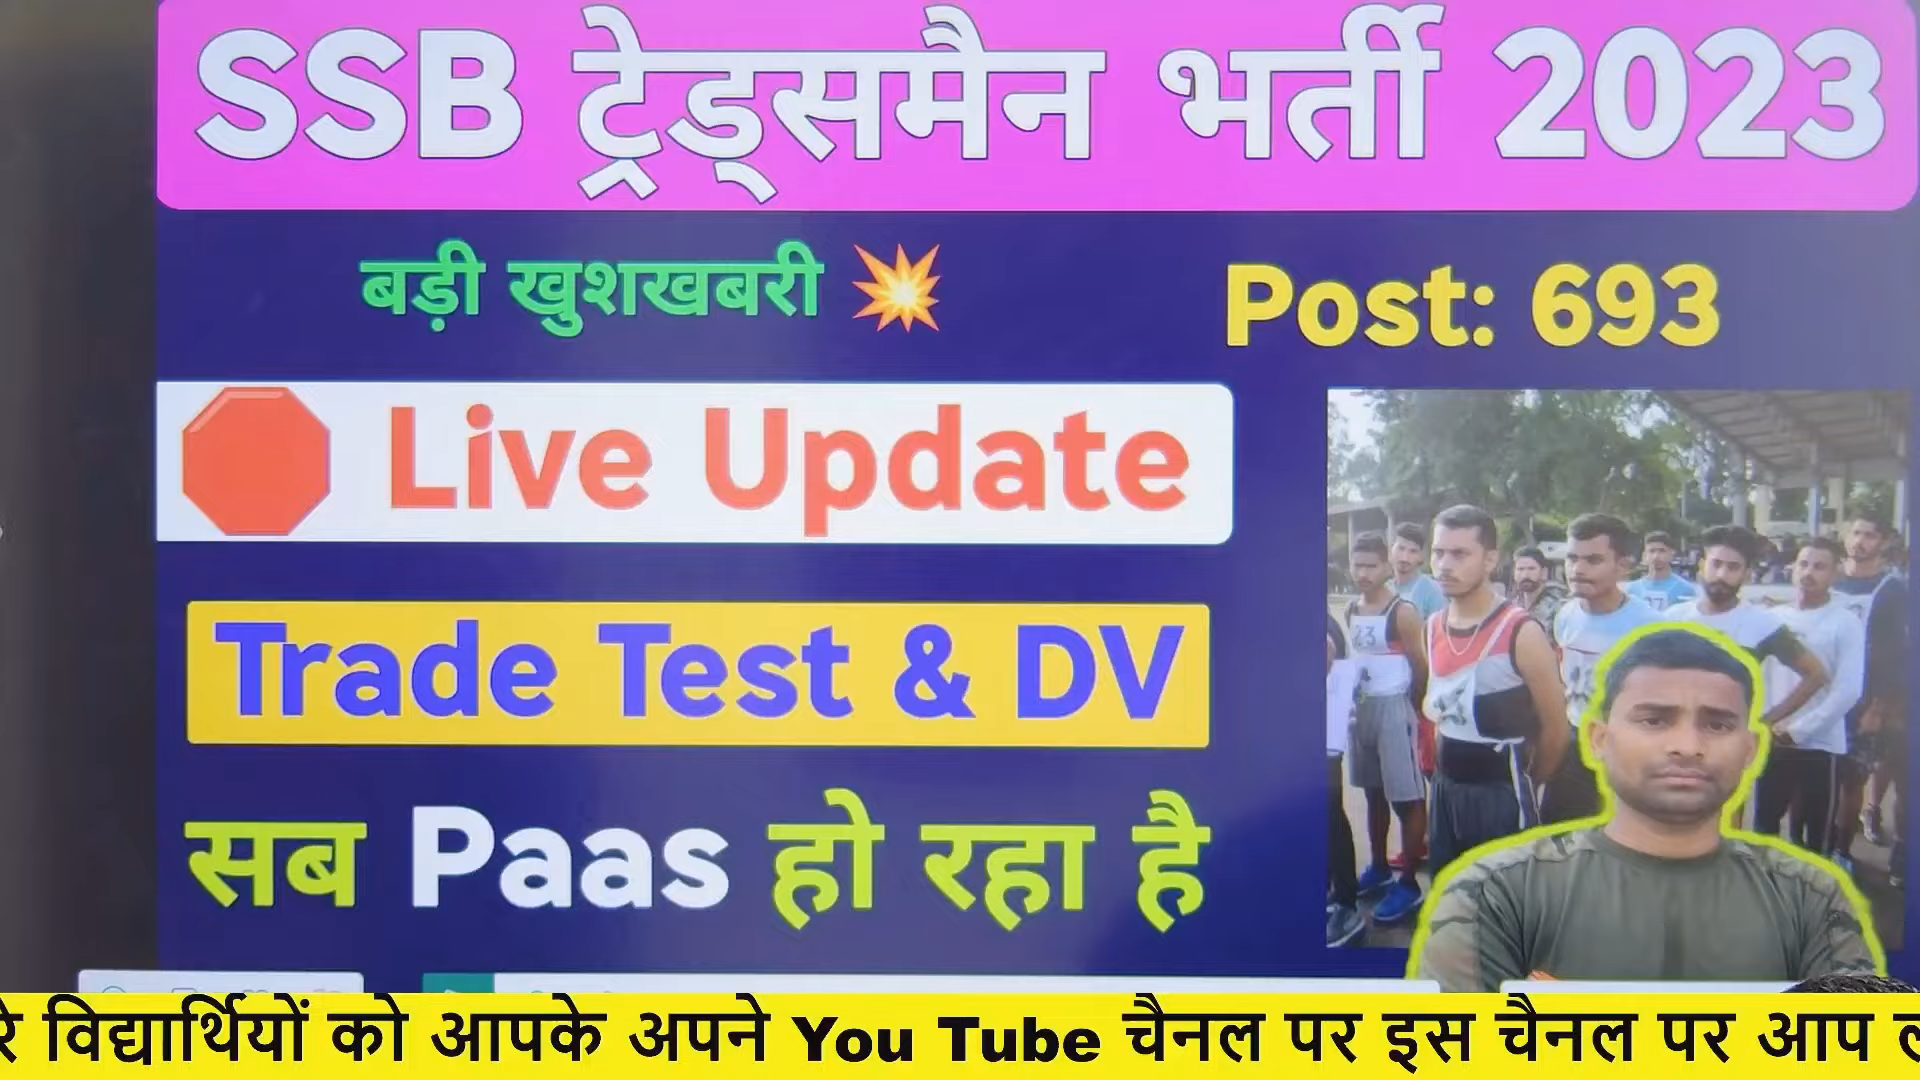 SSB ट्रेड्समैन भर्ती 2023
बड़ी खुशखबरी
Post: 693
Live Update
Trade Test & DV
सब Paas हो रहा है
23
विद्यार्थियों को आपके अपने You Tube चैनल पर इस चैनल पर आप